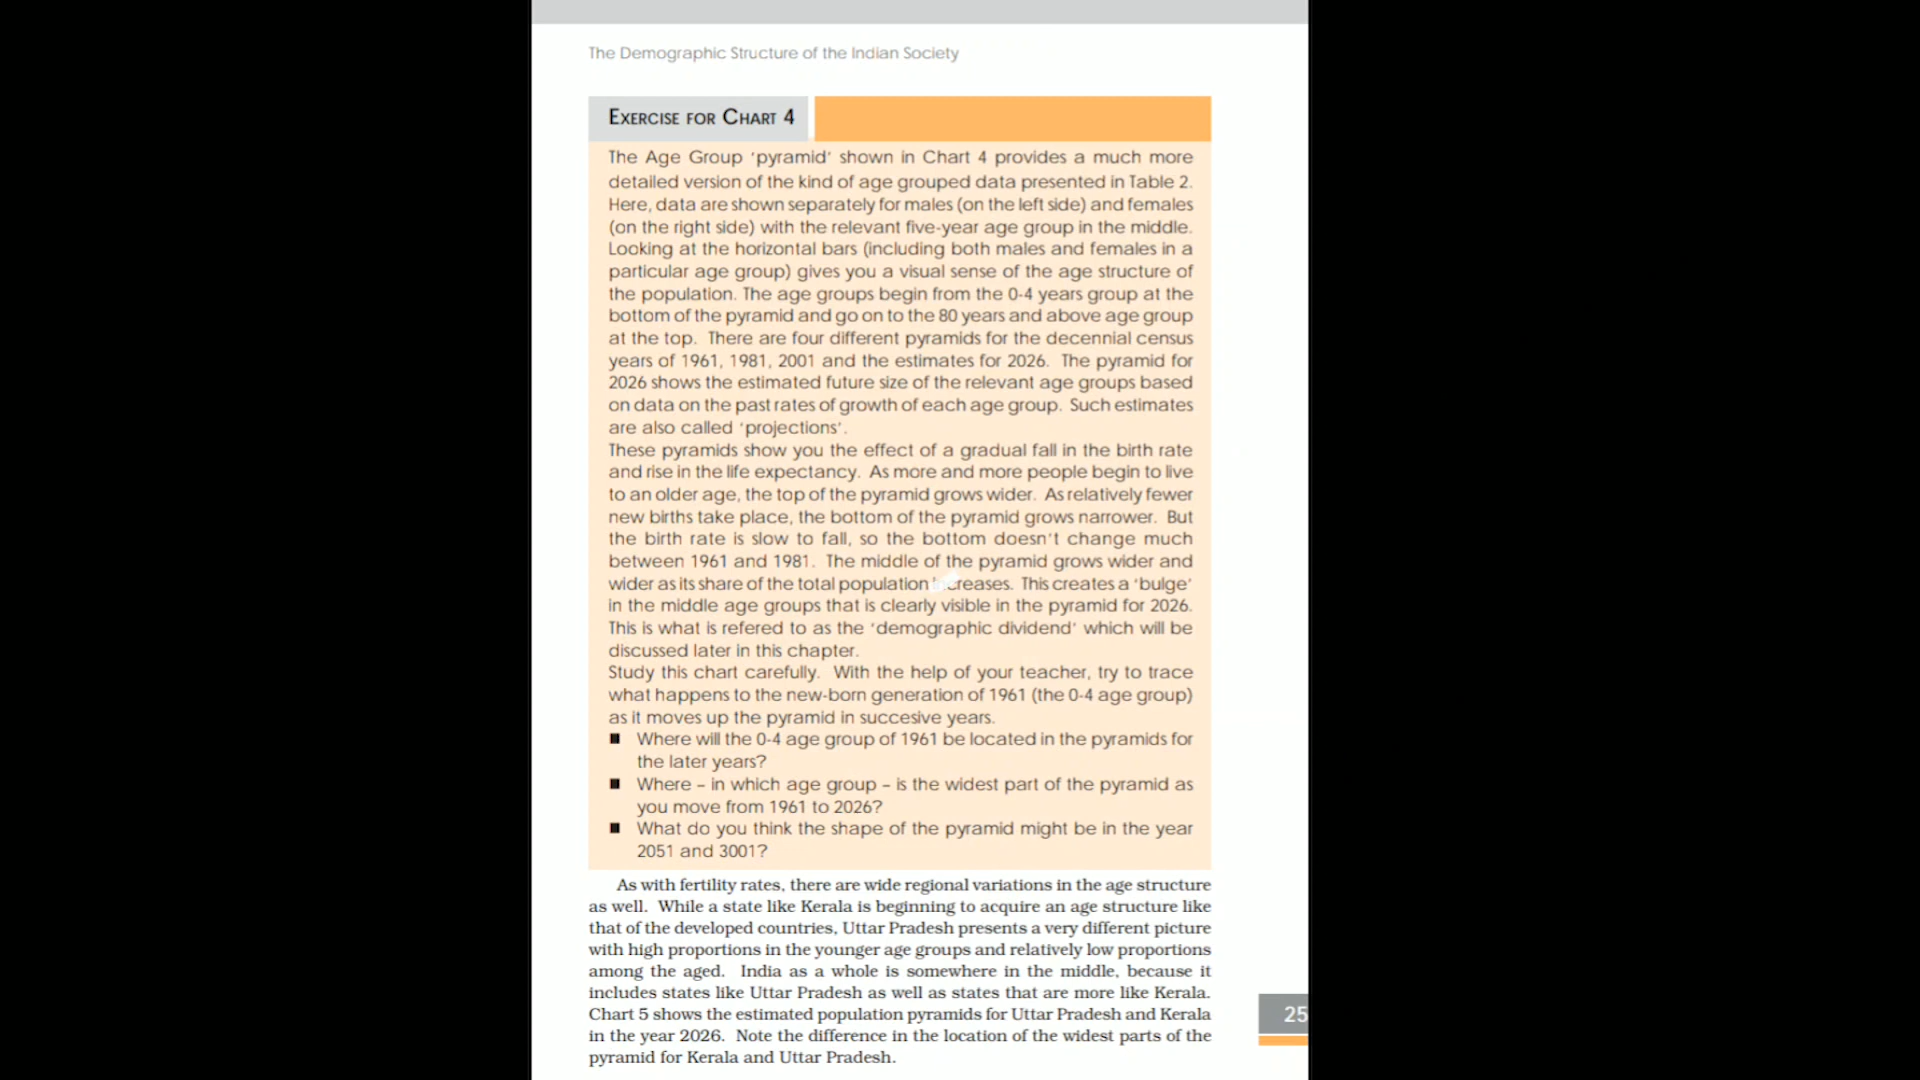 The Demographic Structure of the Indian Society
EXERCISE FOR CHART 4
The Age Group 'pyramid' shown in Chart 4 provides a much more
detailed version of the kind of age grouped data presented in Table 2.
Here, data are shown separately for males (on the left side) and females
(on the right side) with the relevant five-year age group in the middle.
Looking at the horizontal bars (including both males and females in a
particular age group) gives you a visual sense of the age structure of
the population. The age groups begin from the 0-4 years group at the
bottom of the pyramid and go on to the 80 years and above age group
at the top. There are four different pyramids for the decennial census
years of 1961, 1981, 2001 and the estimates for 2026. The pyramid for
2026 shows the estimated future size of the relevant age groups based
on data on the past rates of growth of each age group. Such estimates
are also called 'projections'.
These pyramids show you the effect of a gradual fall in the birth rate
and rise in the life expectancy. As more and more people begin to live
to an older age, the top of the pyramid grows wider. As relatively fewer
new births take place, the bottom of the pyramid grows narrower. But
the birth rate is slow to fall, so the bottom doesn't change much
between 1961 and 1981. The middle of the pyramid grows wider and
wider as its share of the total population increases. This creates a 'bulge'
in the middle age groups that is clearly visible in the pyramid for 2026.
This is what is refered to as the 'demographic dividend' which will be
discussed later in this chapter.
Study this chart carefully. With the help of your teacher, try to trace
what happens to the new-born generation of 1961 (the 0-4 age group)
as it moves up the pyramid in succesive years.
■ Where will the 0-4 age group of 1961 be located in the pyramids for
the later years?
■ Where – in which age group – is the widest part of the pyramid as
you move from 1961 to 2026?
■ What do you think the shape of the pyramid might be in the year
2051 and 3001?
As with fertility rates, there are wide regional variations in the age structure
as well. While a state like Kerala is beginning to acquire an age structure like
that of the developed countries, Uttar Pradesh presents a very different picture
with high proportions in the younger age groups and relatively low proportions
among the aged. India as a whole is somewhere in the middle, because it
includes states like Uttar Pradesh as well as states that are more like Kerala.
Chart 5 shows the estimated population pyramids for Uttar Pradesh and Kerala
in the year 2026. Note the difference in the location of the widest parts of the
pyramid for Kerala and Uttar Pradesh.
25